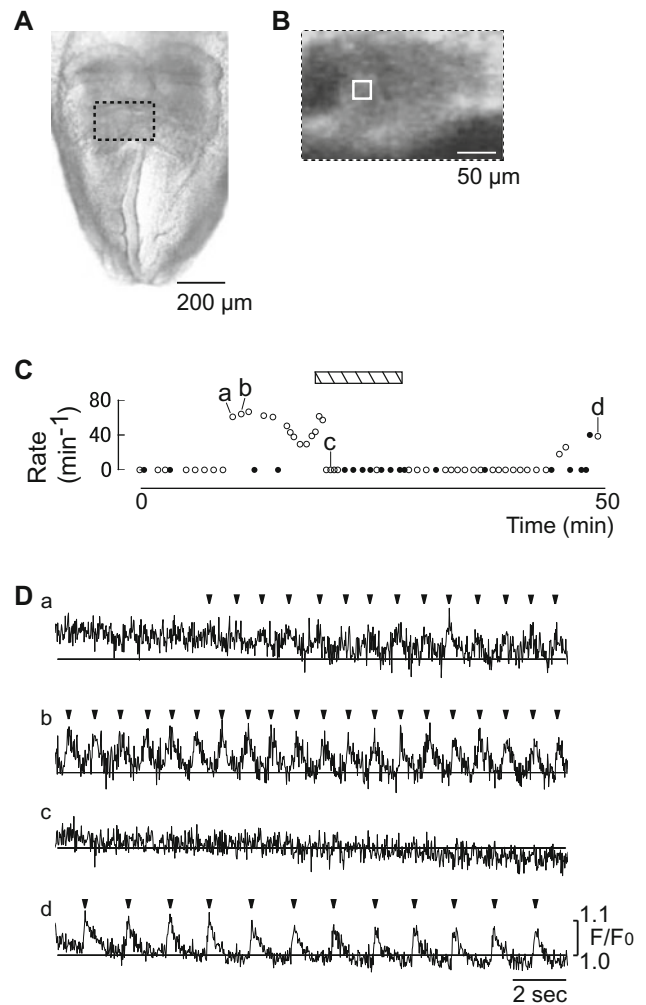 A
200 µm
B
50 µm
C
a b
c
d
80
40
0
Rate
(min⁻¹)
0 50
Time (min)
D
a
b
c
d
1.1
F/F0
1.0
2 sec